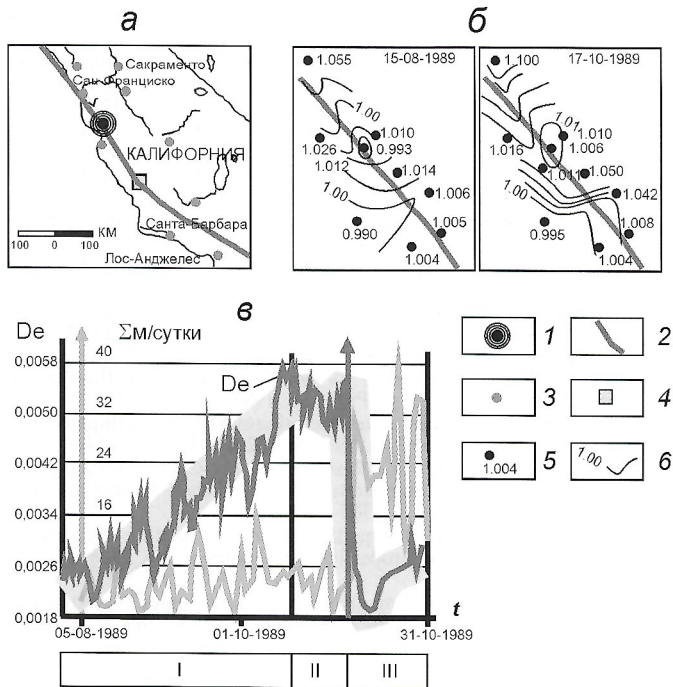 а
б
Сакраменто
Сан-Франциско
КАЛИФОРНИЯ
Санта-Барбара
Лос-Анджелес
100 0 100 КМ
15-08-1989
1.055
1.00
1.010
1.026
0.993
1.012
1.014
1.00
1.006
0.990
1.005
1.004
17-10-1989
1.100
1.01
1.010
1.016
1.006
1.011
1.050
1.00
1.042
0.995
1.008
1.004
в
De
Σм/сутки
0,0058
40
De
0,0050
32
0,0042
24
0,0034
16
0,0026
0,0018
t
05-08-1989
01-10-1989
31-10-1989
I
II
III
1
2
3
4
1.004
5
1.00
6